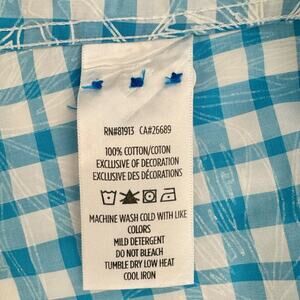 RN#81913 CA#26689
100% COTTON/COTON
EXCLUSIVE OF DECORATION
EXCLUSIVE DES DÉCORATIONS
MACHINE WASH COLD WITH LIKE
COLORS
MILD DETERGENT
DO NOT BLEACH
TUMBLE DRY LOW HEAT
COOL IRON